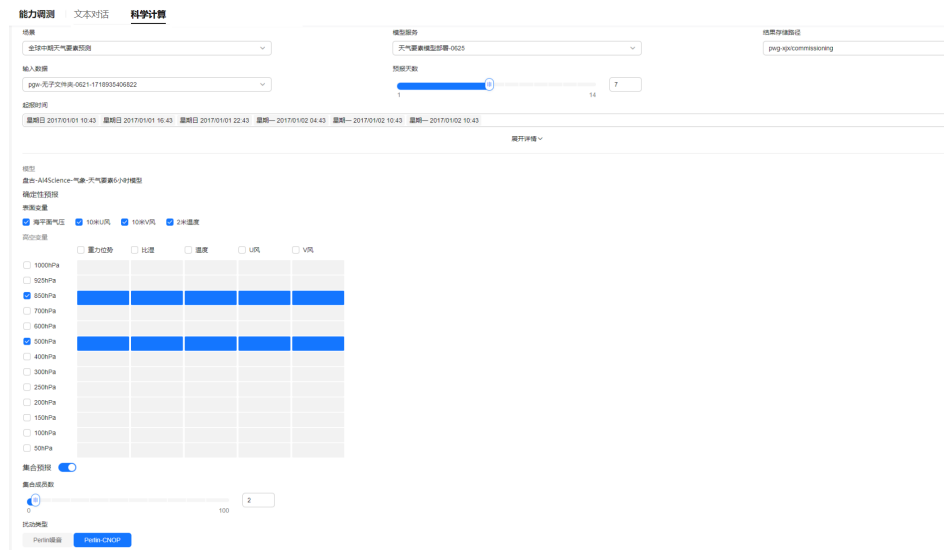 能力调测 文本对话 科学计算
场景 模型服务 结果存储路径
全球中期天气要素预测 天气要素模型部署-0625 pwg-xjx/commissioning
输入数据 预报天数
pgw-无子文件夹-0621-1718935406822 7
1 14
起报时间
星期日 2017/01/01 10:43 星期日 2017/01/01 16:43 星期日 2017/01/01 22:43 星期一 2017/01/02 04:43 星期一 2017/01/02 10:43 星期一 2017/01/02 10:43
展开详情
模型
盘古-AI4Science-气象-天气要素6小时模型
确定性预报
表面变量
海平面气压 10米U风 10米V风 2米温度
高空变量
重力位势 比湿 温度 U风 V风
1000hPa
925hPa
850hPa
700hPa
600hPa
500hPa
400hPa
300hPa
250hPa
200hPa
150hPa
100hPa
50hPa
集合预报
集合成员数
2
0 100
扰动类型
Perlin噪音 Perlin-CNOP